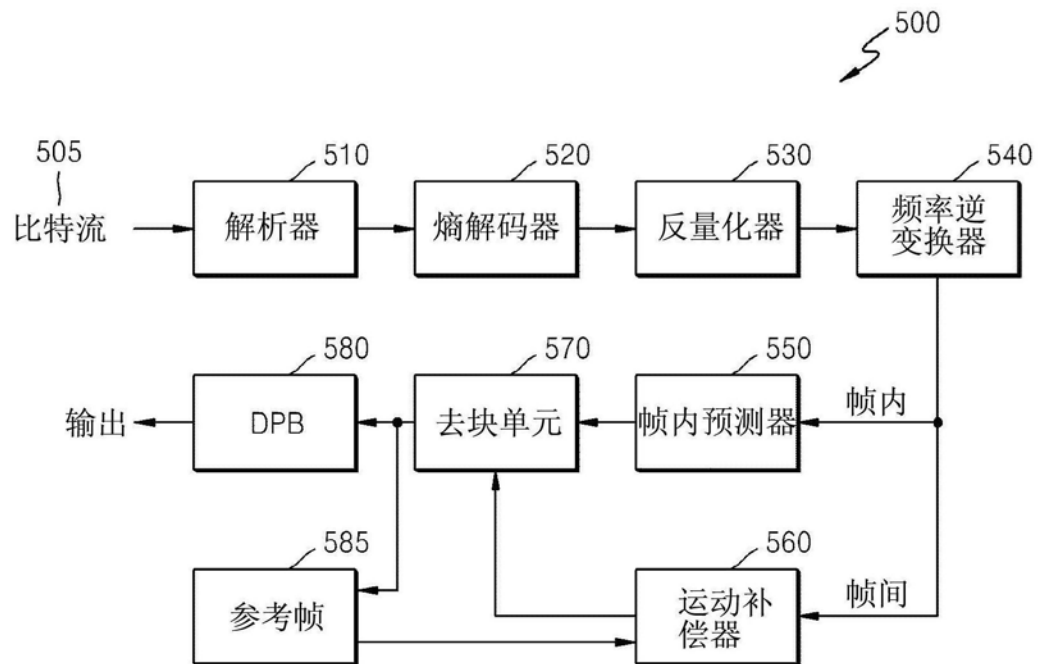 500
505
510
520
530
540
比特流
解析器
熵解码器
反量化器
频率逆
变换器
580
570
550
帧内
输出
DPB
去块单元
帧内预测器
585
560
帧间
参考帧
运动补
偿器